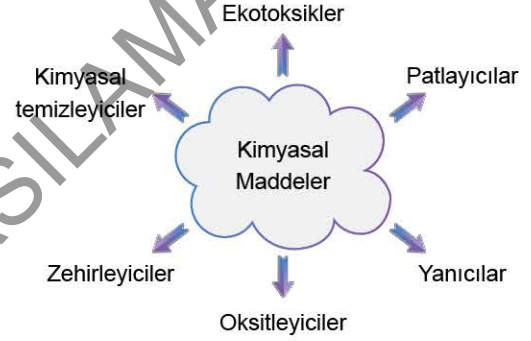 Ekotoksikler
Kimyasal
temizleyiciler
Patlayıcılar
Kimyasal
Maddeler
Zehirleyiciler
Yanıcılar
Oksitleyiciler